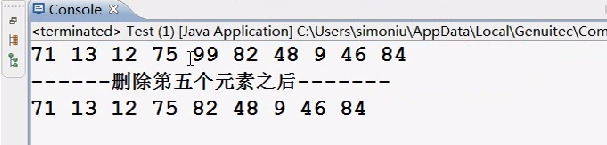 Console
<terminated> Test (1) [Java Application] C:\Users\simoniu\AppData\Local\Genuitec\Com
71 13 12 75 99 82 48 9 46 84
------删除第五个元素之后-------
71 13 12 75 82 48 9 46 84